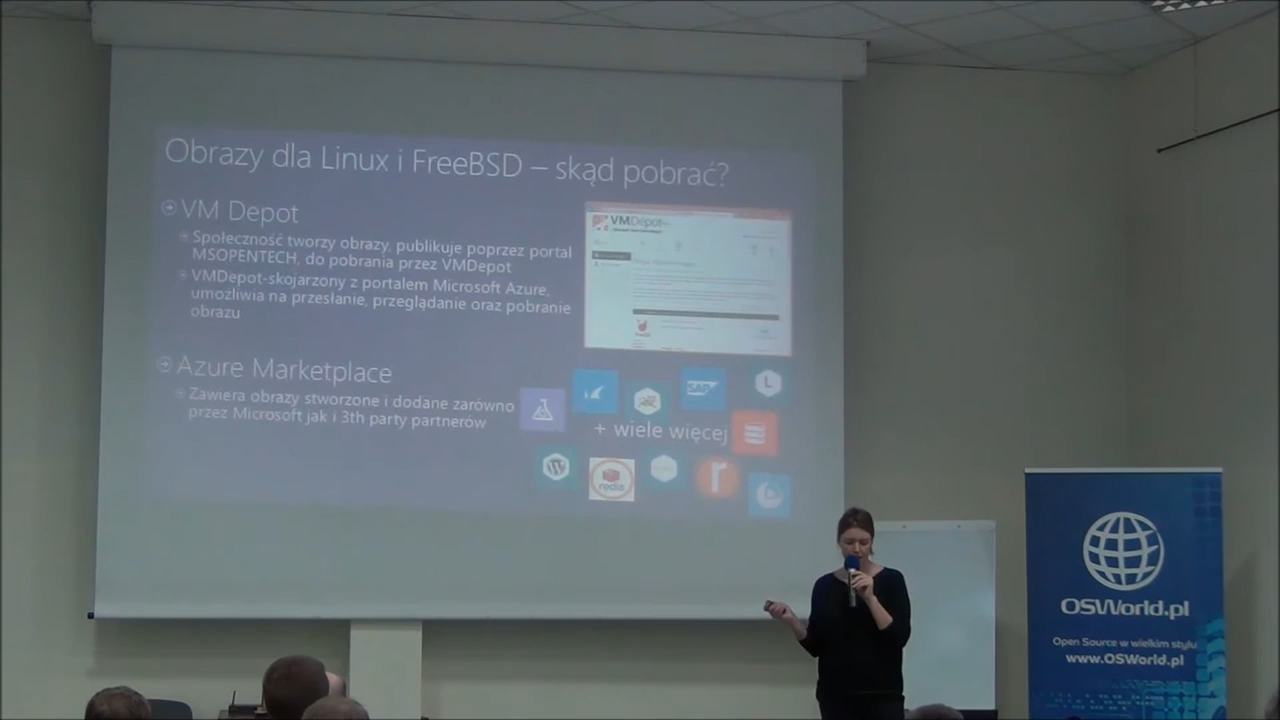 Obrazy dla Linux i FreeBSD – skąd pobrać?
VM Depot
Społeczność tworzy obrazy, publikuje poprzez portal
MSOPENTECH, do pobrania przez VMDepot
VMDepot-skojarzony z portalem Microsoft Azure,
umożliwia na przesłanie, przeglądanie oraz pobranie
obrazu
VMDepot
Azure Marketplace
Zawiera obrazy stworzone i dodane zarówno
przez Microsoft jak i 3th party partnerów
SAP
L
+ wiele więcej
redis
r
OSWorld.pl
Open Source w wielkim stylu
www.OSWorld.pl